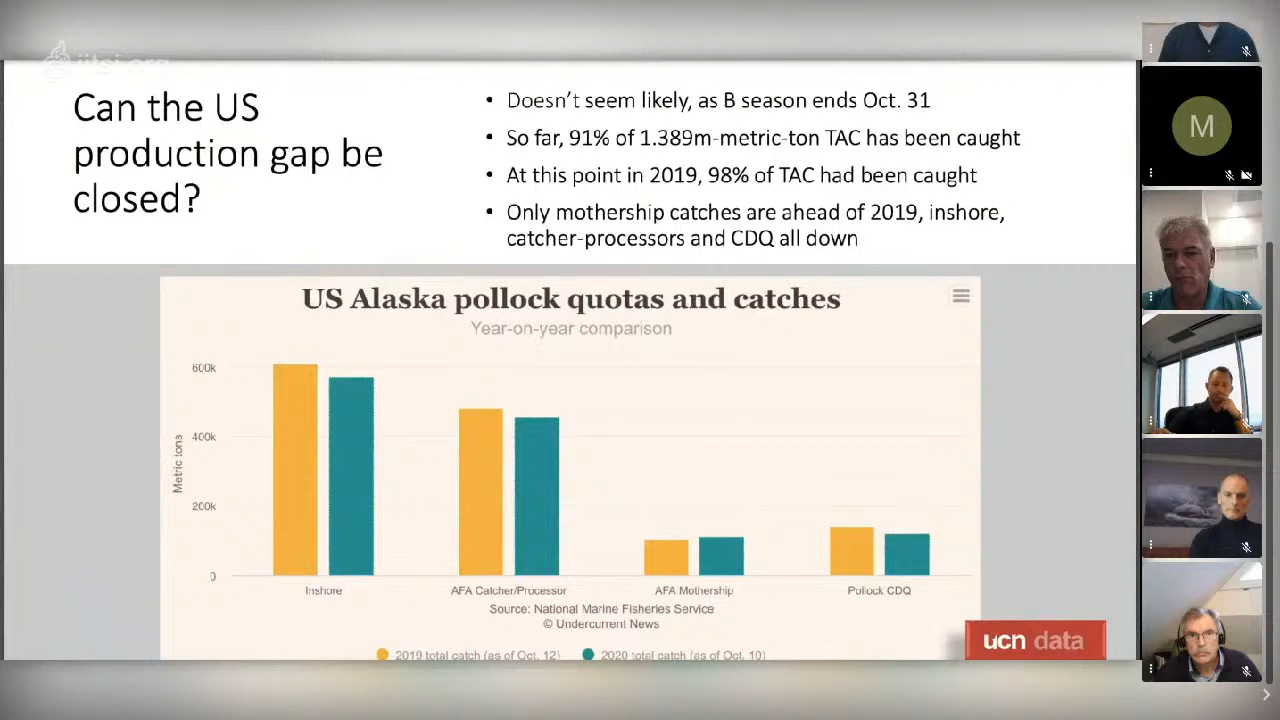 jitsi.org
Can the US
production gap be
closed?
• Doesn't seem likely, as B season ends Oct. 31
• So far, 91% of 1.389m-metric-ton TAC has been caught
• At this point in 2019, 98% of TAC had been caught
• Only mothership catches are ahead of 2019, inshore,
catcher-processors and CDQ all down
US Alaska pollock quotas and catches
Year-on-year comparison
Metric tons
600k
400k
200k
0
Inshore
AFA Catcher/Processor
AFA Mothership
Pollock CDQ
Source: National Marine Fisheries Service
© Undercurrent News
2019 total catch (as of Oct. 12)
2020 total catch (as of Oct. 10)
ucn data
M